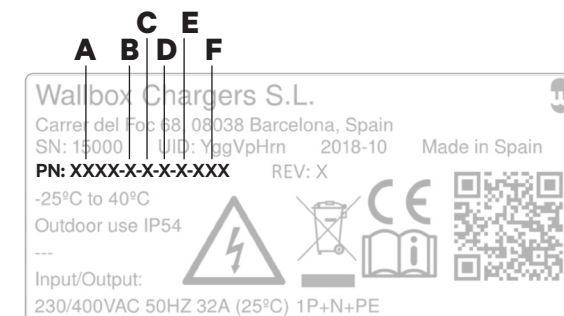 A B C D E F
Wallbox Chargers S.L.
Carrer del Foc 68, 08038 Barcelona, Spain
SN: 15000 UID: YggVpHrn 2018-10 Made in Spain
PN: XXXX-X-X-X-X-XXX REV: X
-25ºC to 40ºC
Outdoor use IP54
---
Input/Output:
230/400VAC 50HZ 32A (25ºC) 1P+N+PE
CE
i